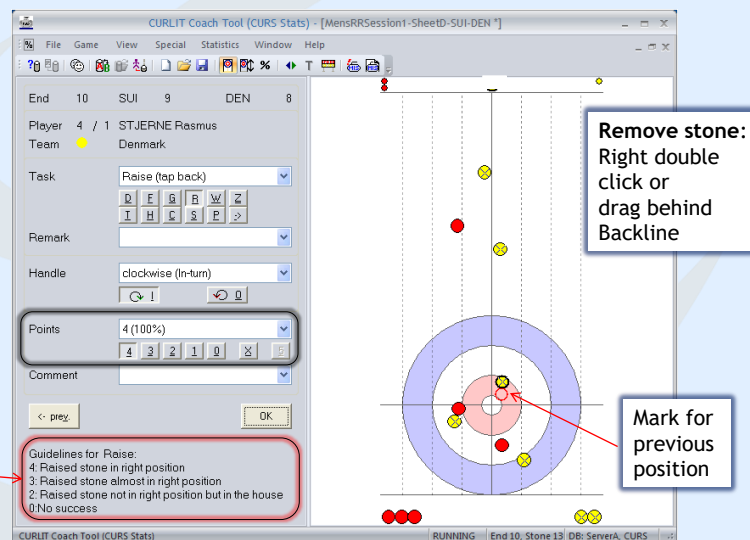 CURLIT Coach Tool (CURS Stats) - [MensRRSession1-SheetD-SUI-DEN *]
File Game View Special Statistics Window Help
End 10 SUI 9 DEN 8
Player 4 / 1 STJERNE Rasmus
Team Denmark
Task Raise (tap back)
D F G R W Z
I H C S P :>
Remark
Handle clockwise (In-turn)
I O
Points 4 (100%)
4 3 2 1 0 X 5
Comment
<- prev. OK
Guidelines for Raise:
4: Raised stone in right position
3: Raised stone almost in right position
2: Raised stone not in right position but in the house
0:No success
CURLIT Coach Tool (CURS Stats) RUNNING End 10, Stone 13 DB: ServerA, CURS
Remove stone:
Right double
click or
drag behind
Backline
Mark for
previous
position